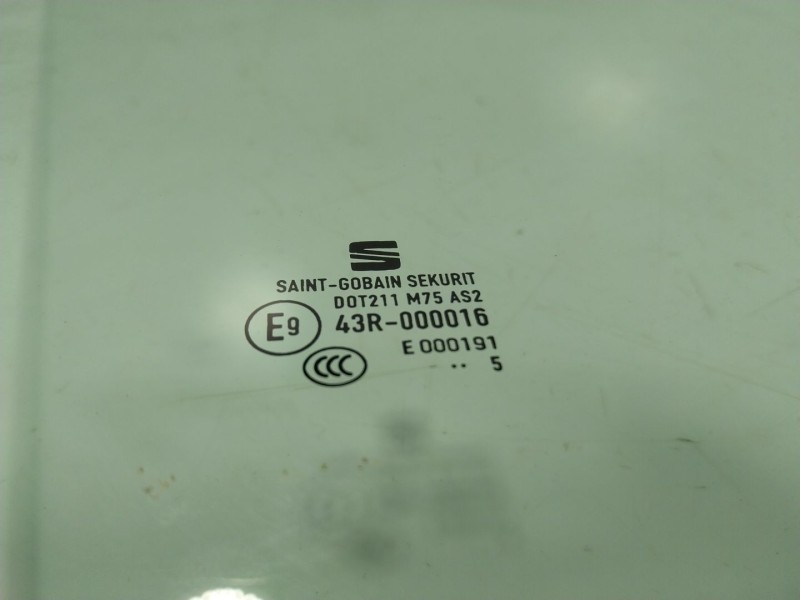 SAINT-GOBAIN SEKURIT
DOT211 M75 AS2
E9 43R-000016
E 000191
CCC
.. 5